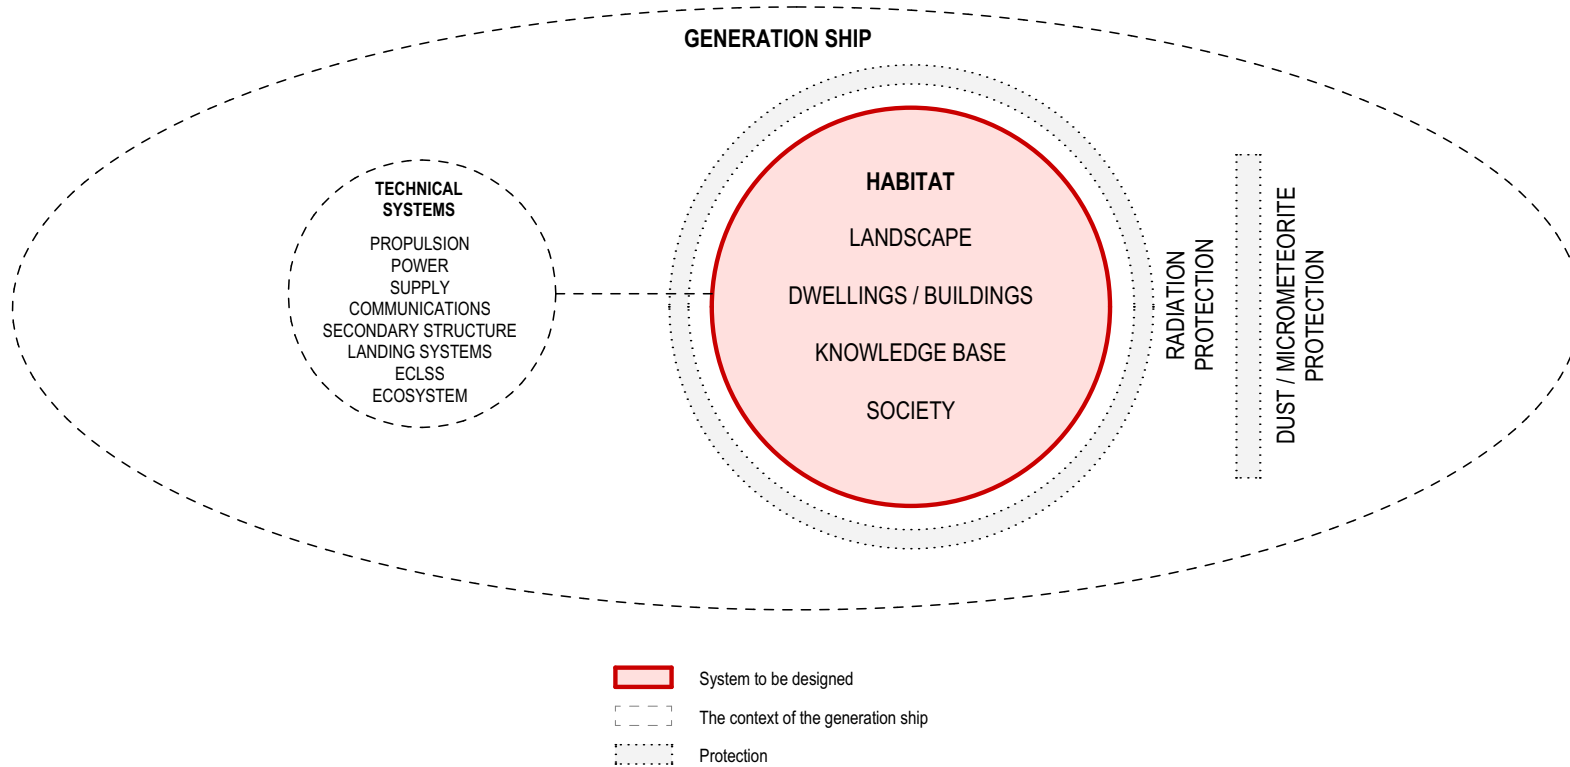 GENERATION SHIP
TECHNICAL
SYSTEMS
PROPULSION
POWER
SUPPLY
COMMUNICATIONS
SECONDARY STRUCTURE
LANDING SYSTEMS
ECLSS
ECOSYSTEM
HABITAT
LANDSCAPE
DWELLINGS / BUILDINGS
KNOWLEDGE BASE
SOCIETY
RADIATION
PROTECTION
DUST / MICROMETEORITE
PROTECTION
System to be designed
The context of the generation ship
Protection